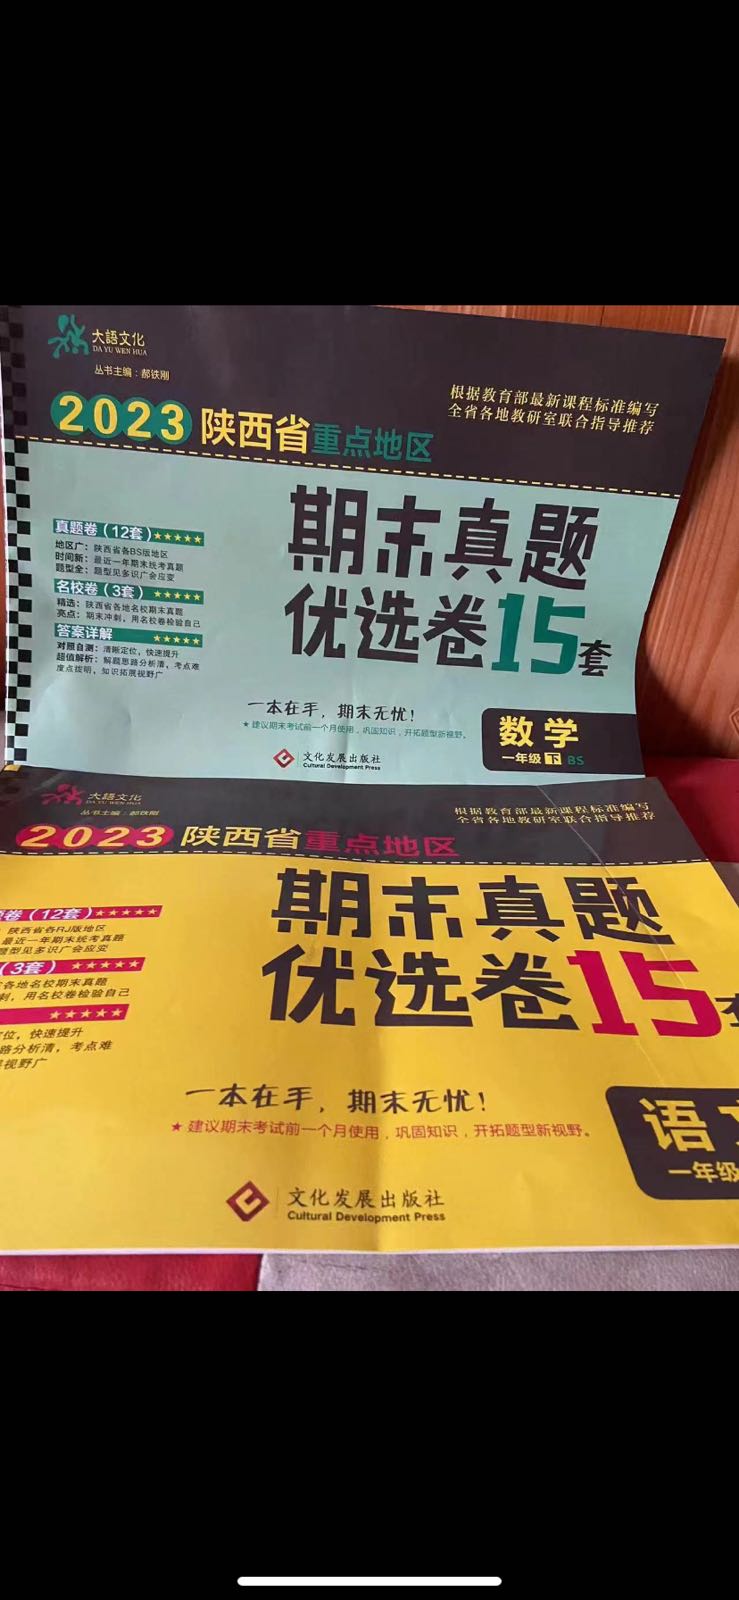 大語文化
DA YU WEN HUA
丛书主编：郝铁刚
根据教育部最新课程标准编写
全省各地教研室联合指导推荐
2023陕西省重点地区
期末真题
优选卷15套
真题卷（12套）★★★★★
地区广：陕西省各BS版地区
时间新：最近一年期末统考真题
题型全：题型见多识广会应变
名校卷（3套）★★★★★
精选：陕西省各地名校期末真题
亮点：期末冲刺，用名校卷检验自己
答案详解 ★★★★★
对照自测：清晰定位，快速提升
超值解析：解题思路分析清，考点难
度点拨明，知识拓展视野广
一本在手，期末无忧！
★建议期末考试前一个月使用，巩固知识，开拓题型新视野。
数学
一年级 下 BS
文化发展出版社
Cultural Development Press
大語文化
DA YU WEN HUA
丛书主编：郝铁刚
根据教育部最新课程标准编写
全省各地教研室联合指导推荐
2023陕西省重点地区
期末真题
优选卷15套
卷（12套）★★★★★
陕西省各RJ版地区
最近一年期末统考真题
题型见多识广会应变
（3套）★★★★★
各地名校期末真题
刺，用名校卷检验自己
★★★★★
位，快速提升
路分析清，考点难
视野广
一本在手，期末无忧！
★建议期末考试前一个月使用，巩固知识，开拓题型新视野。
语
一年级
文化发展出版社
Cultural Development Press